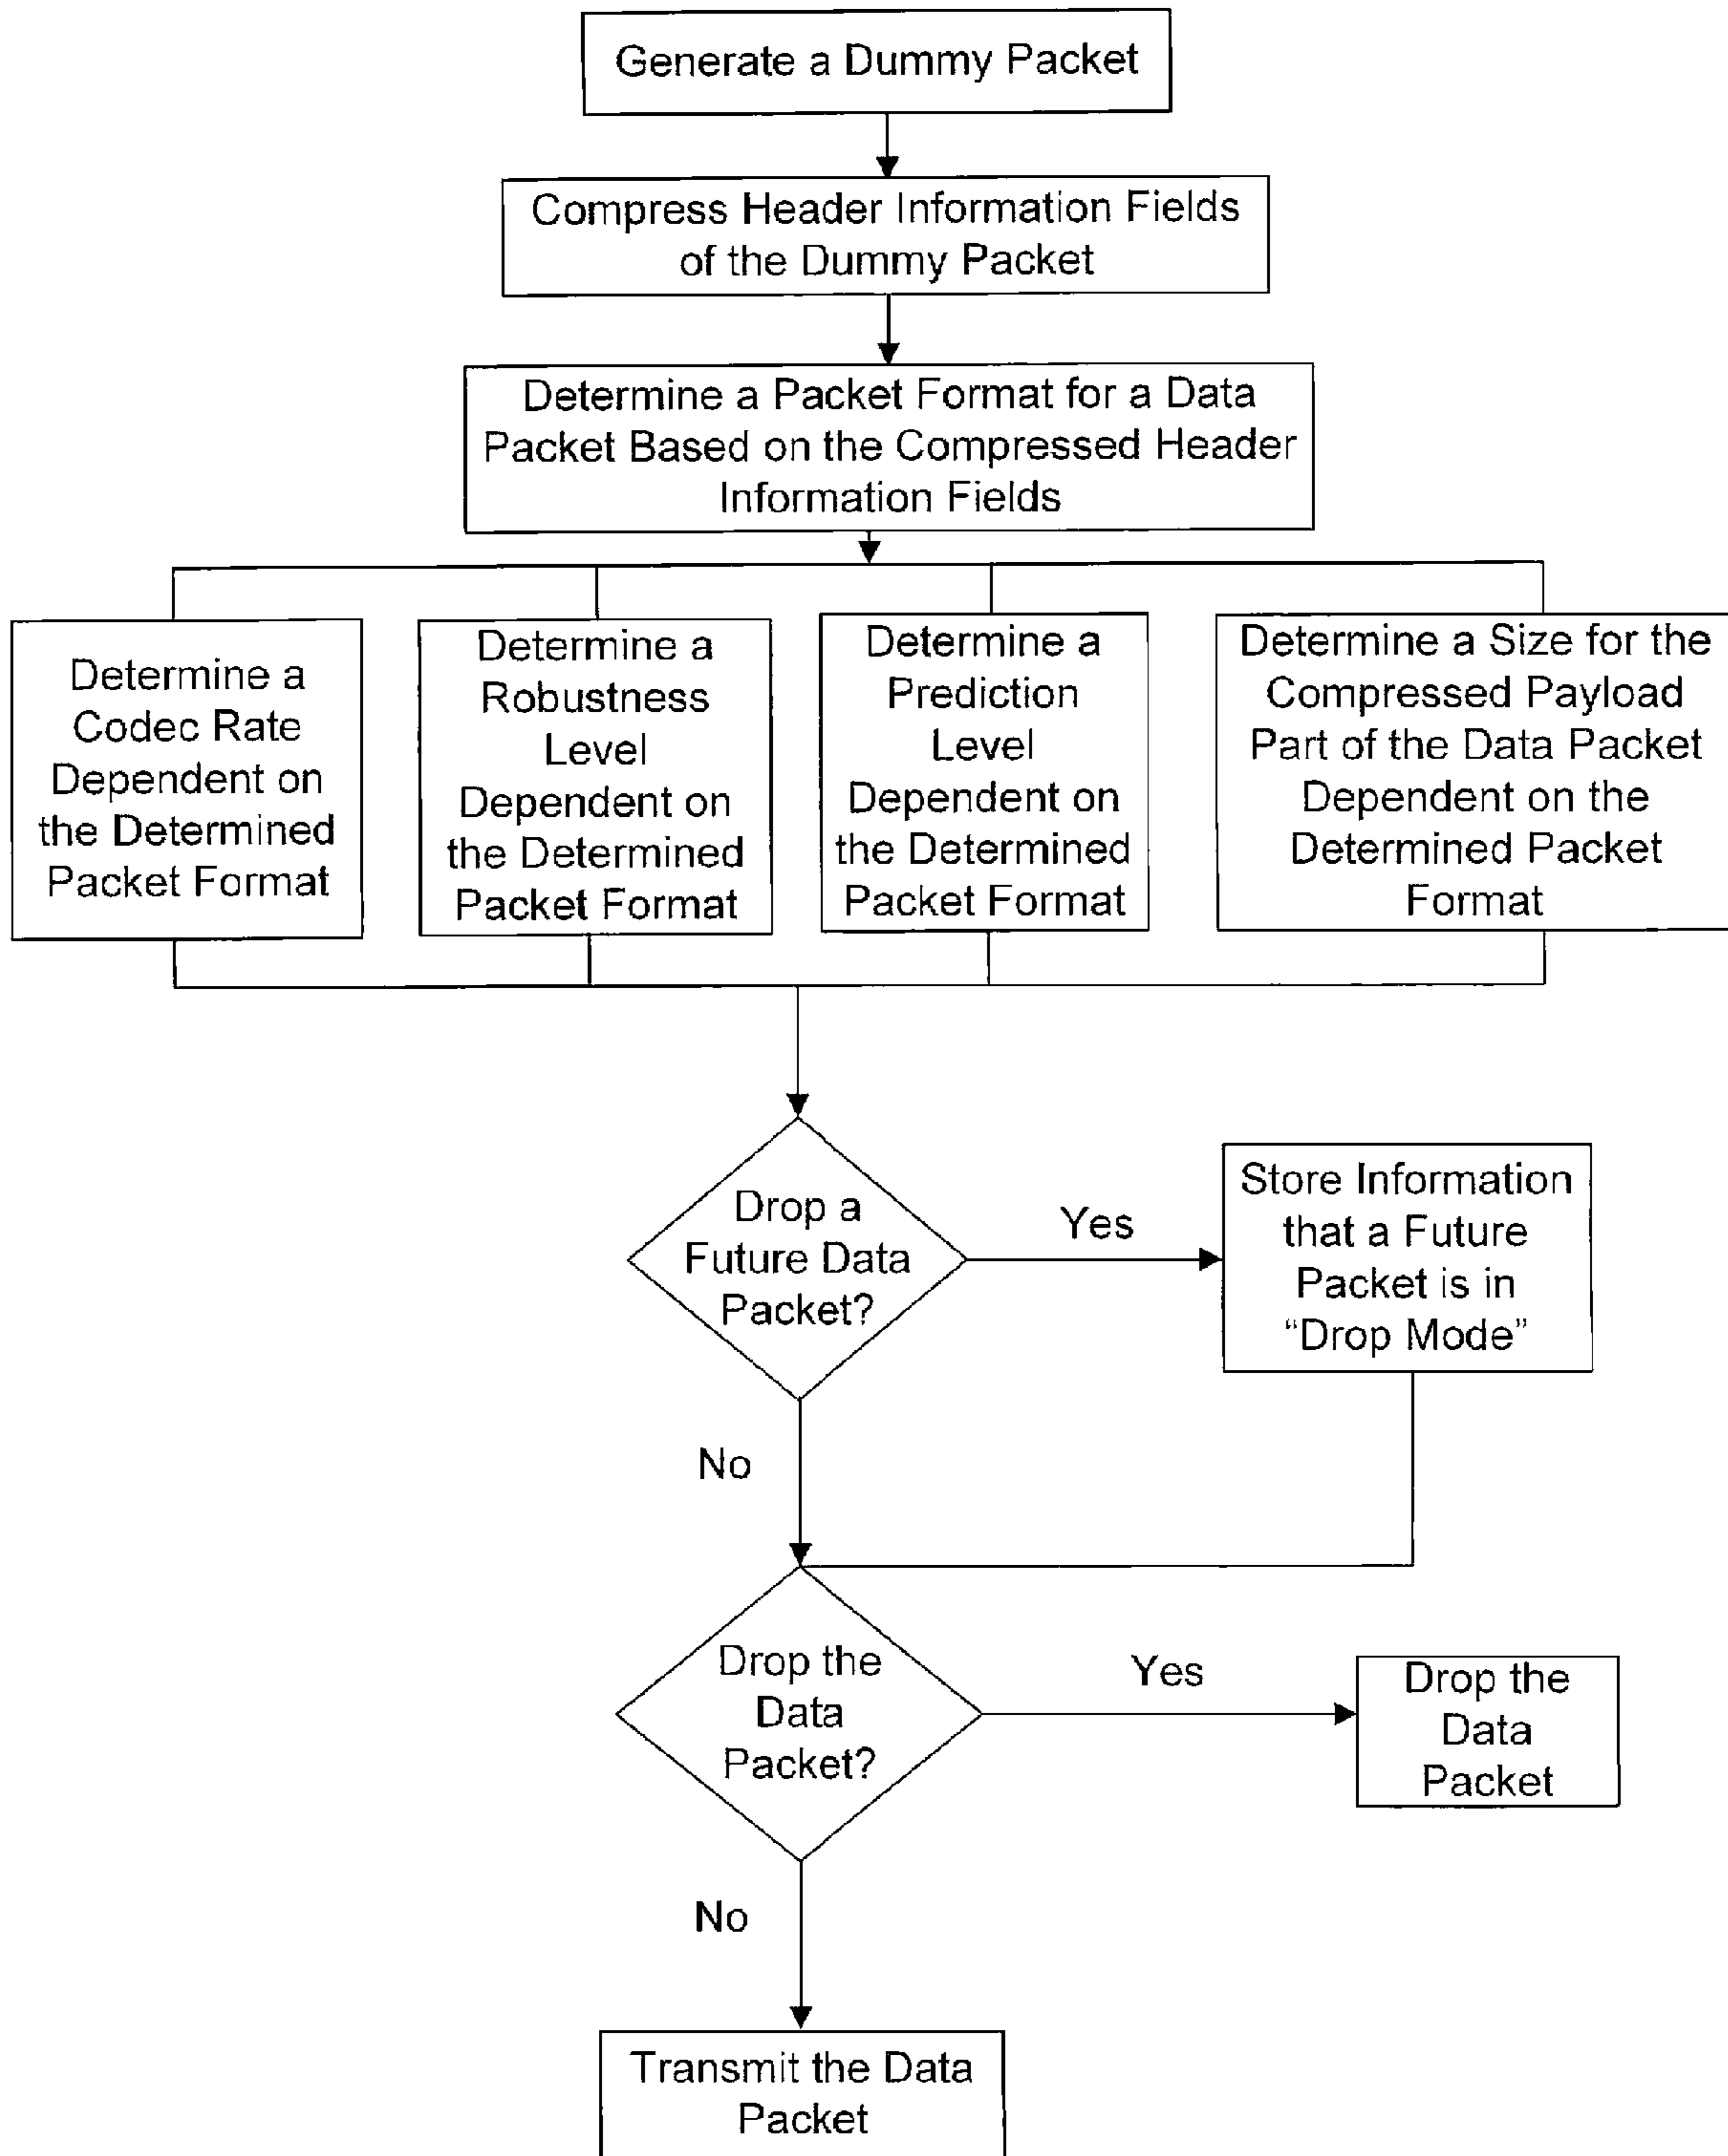 Generate a Dummy Packet
Compress Header Information Fields
of the Dummy Packet
Determine a Packet Format for a Data
Packet Based on the Compressed Header
Information Fields
Determine a
Codec Rate
Dependent on
the Determined
Packet Format
Determine a
Robustness
Level
Dependent on
the Determined
Packet Format
Determine a
Prediction
Level
Dependent on
the Determined
Packet Format
Determine a Size for the
Compressed Payload
Part of the Data Packet
Dependent on the
Determined Packet
Format
Drop a
Future Data
Packet?
Yes
Store Information
that a Future
Packet is in
“Drop Mode”
No
Drop the
Data
Packet?
Yes
Drop the
Data
Packet
No
Transmit the Data
Packet